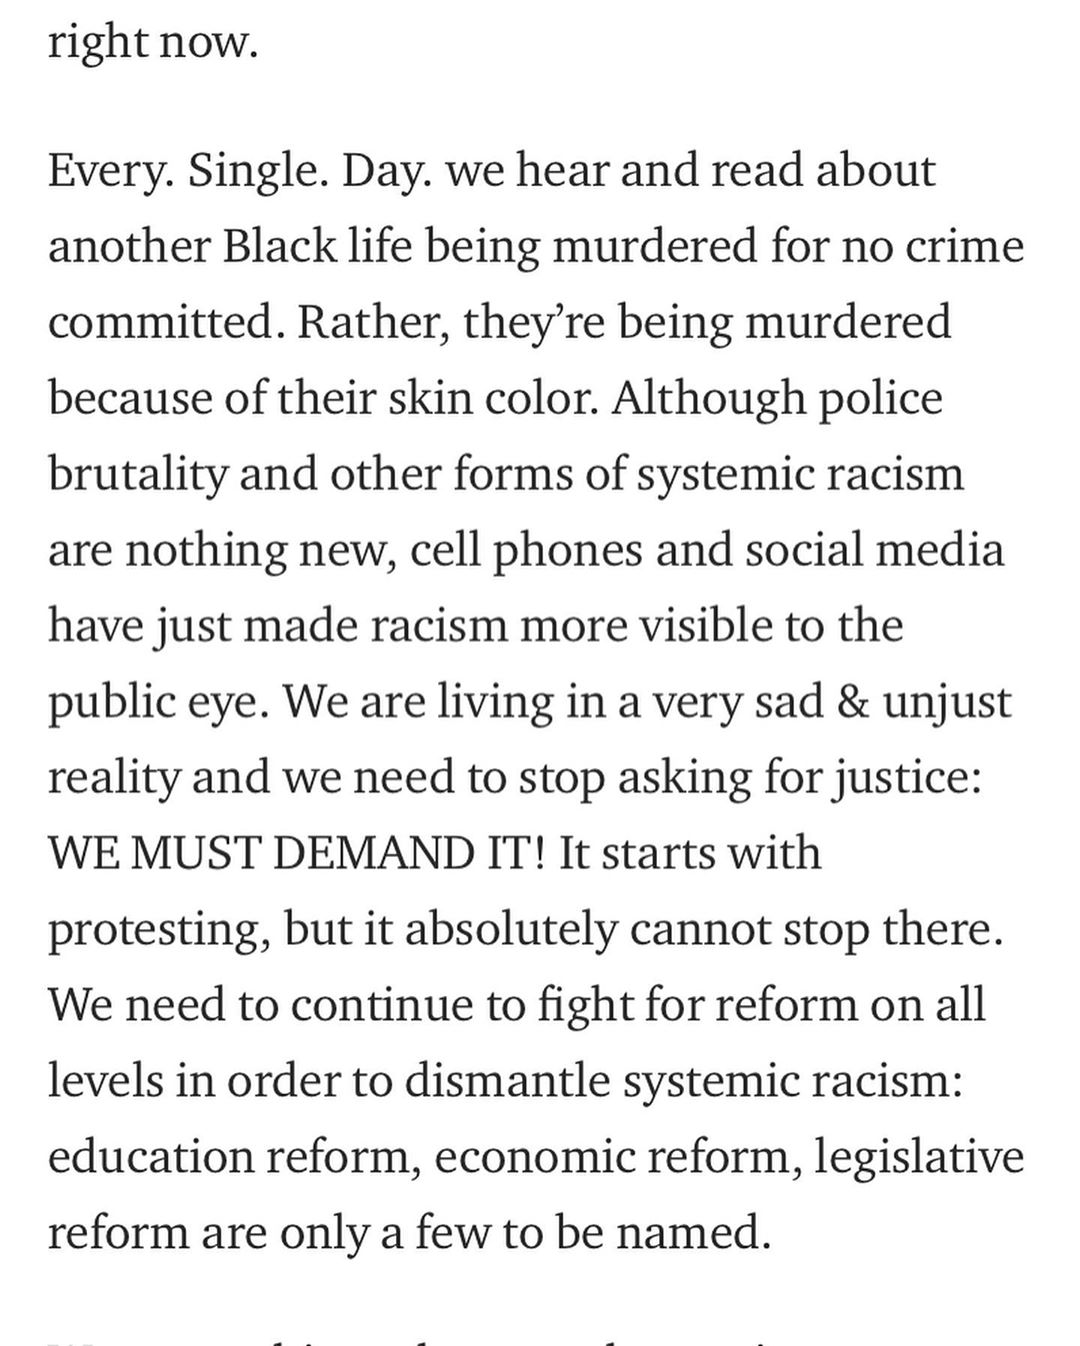 right now.
Every. Single. Day. we hear and read about
another Black life being murdered for no crime
committed. Rather, they’re being murdered
because of their skin color. Although police
brutality and other forms of systemic racism
are nothing new, cell phones and social media
have just made racism more visible to the
public eye. We are living in a very sad & unjust
reality and we need to stop asking for justice:
WE MUST DEMAND IT! It starts with
protesting, but it absolutely cannot stop there.
We need to continue to fight for reform on all
levels in order to dismantle systemic racism:
education reform, economic reform, legislative
reform are only a few to be named.